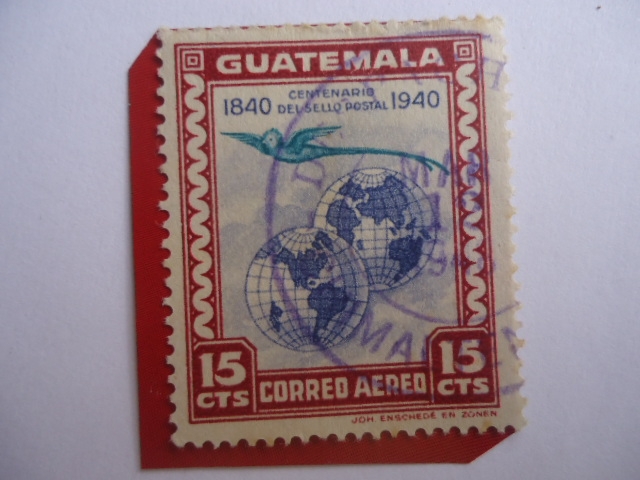 GUATEMALA
CENTENARIO
1840 DEL SELLO POSTAL 1940
15 CTS
CORREO AEREO
15 CTS
JOH. ENSCHEDÉ EN ZONEN